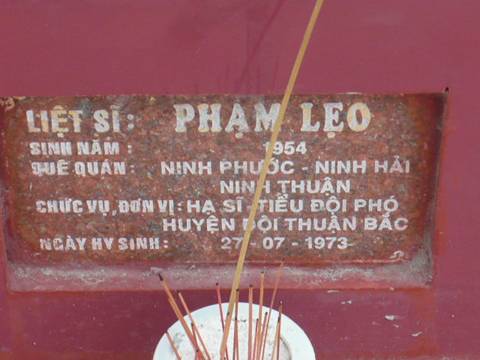 LIỆT SĨ: PHẠM LẸO
SINH NĂM: 1954
QUÊ QUÁN: NINH PHƯỚC - NINH HẢI
NINH THUẬN
CHỨC VỤ, ĐƠN VỊ: HẠ SĨ -TIỂU ĐỘI PHÓ
HUYỆN ĐỘI THUẬN BẮC
NGÀY HY SINH: 27 - 07 - 1973